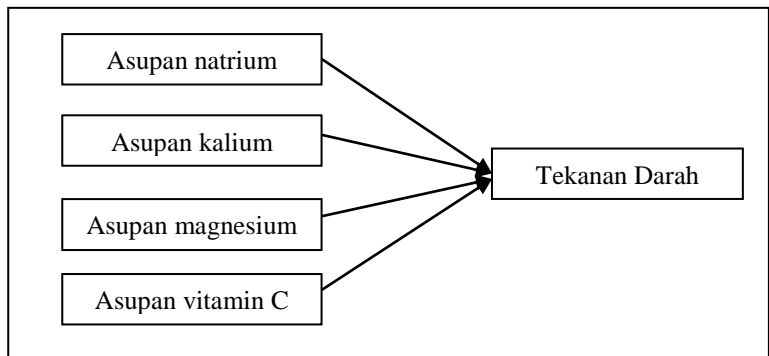 Asupan natrium
Asupan kalium
Asupan magnesium
Asupan vitamin C
Tekanan Darah